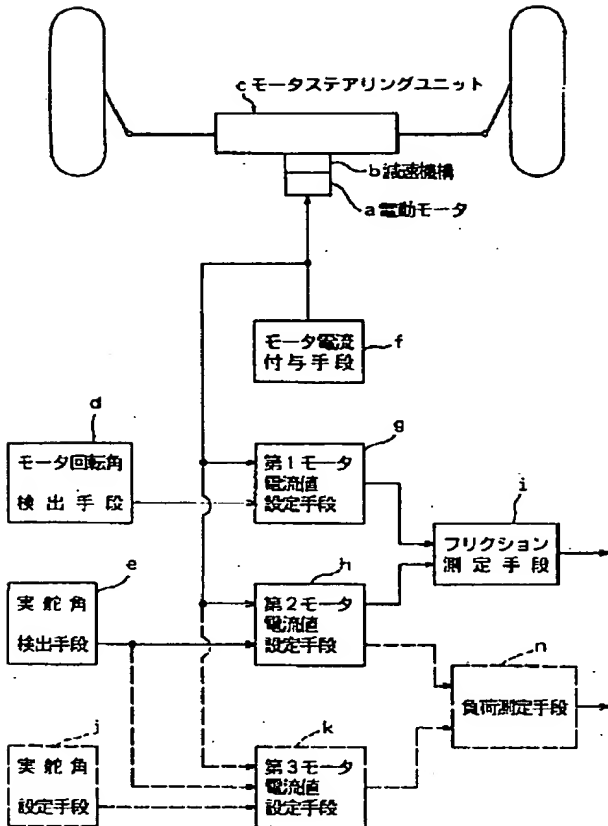 cモータステアリングユニット
b減速機構
a電動モータ
モータ電流
付与手段
f
d
モータ回転角
検出手段
g
第1モータ
電流値
設定手段
i
フリクション
測定手段
e
実舵角
検出手段
h
第2モータ
電流値
設定手段
n
負荷測定手段
j
実舵角
設定手段
k
第3モータ
電流値
設定手段